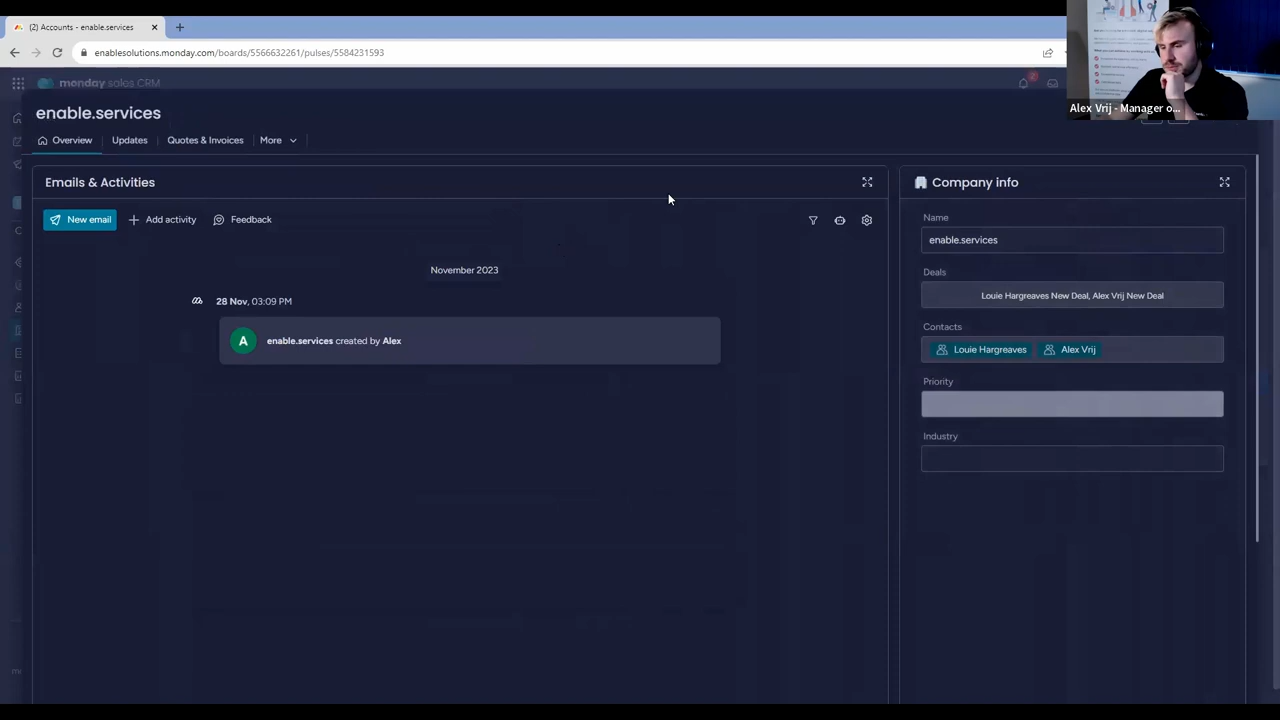 (2) Accounts - enable.services
enablesolutions.monday.com/boards/5566632261/pulses/5584231593
monday sales CRM
2
enable.services
Overview
Updates
Quotes & Invoices
More
Emails & Activities
New email
Add activity
Feedback
November 2023
28 Nov, 03:09 PM
A
enable.services created by Alex
Company info
Name
enable.services
Deals
Louie Hargreaves New Deal, Alex Vrij New Deal
Contacts
Louie Hargreaves
Alex Vrij
Priority
Industry
Alex Vrij - Manager o...